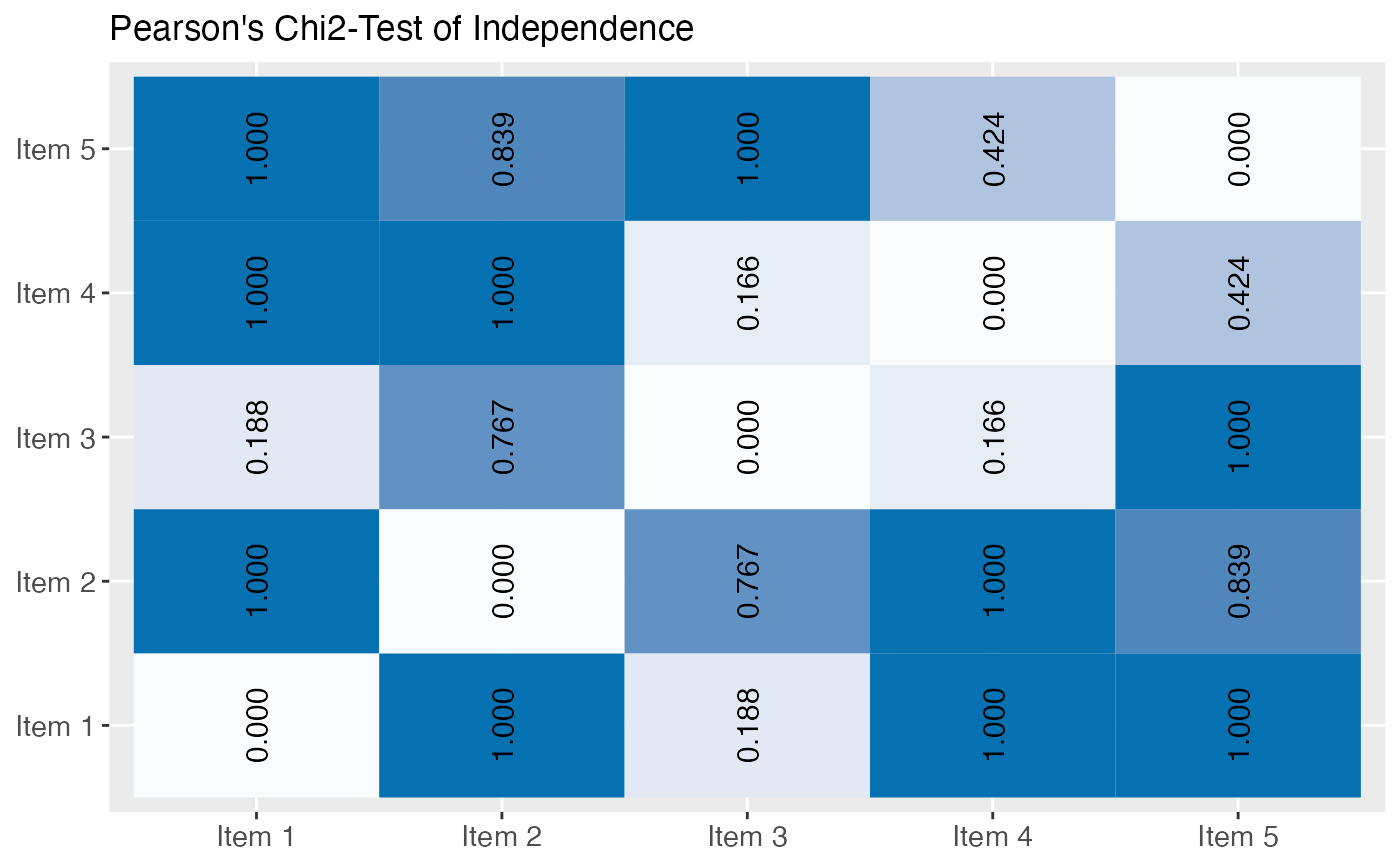 Pearson's Chi2-Test of Independence
Item 5 1.000 0.839 1.000 0.424 0.000
Item 4 1.000 1.000 0.166 0.000 0.424
Item 3 0.188 0.767 0.000 0.166 1.000
Item 2 1.000 0.000 0.767 1.000 0.839
Item 1 0.000 1.000 0.188 1.000 1.000
Item 1 Item 2 Item 3 Item 4 Item 5